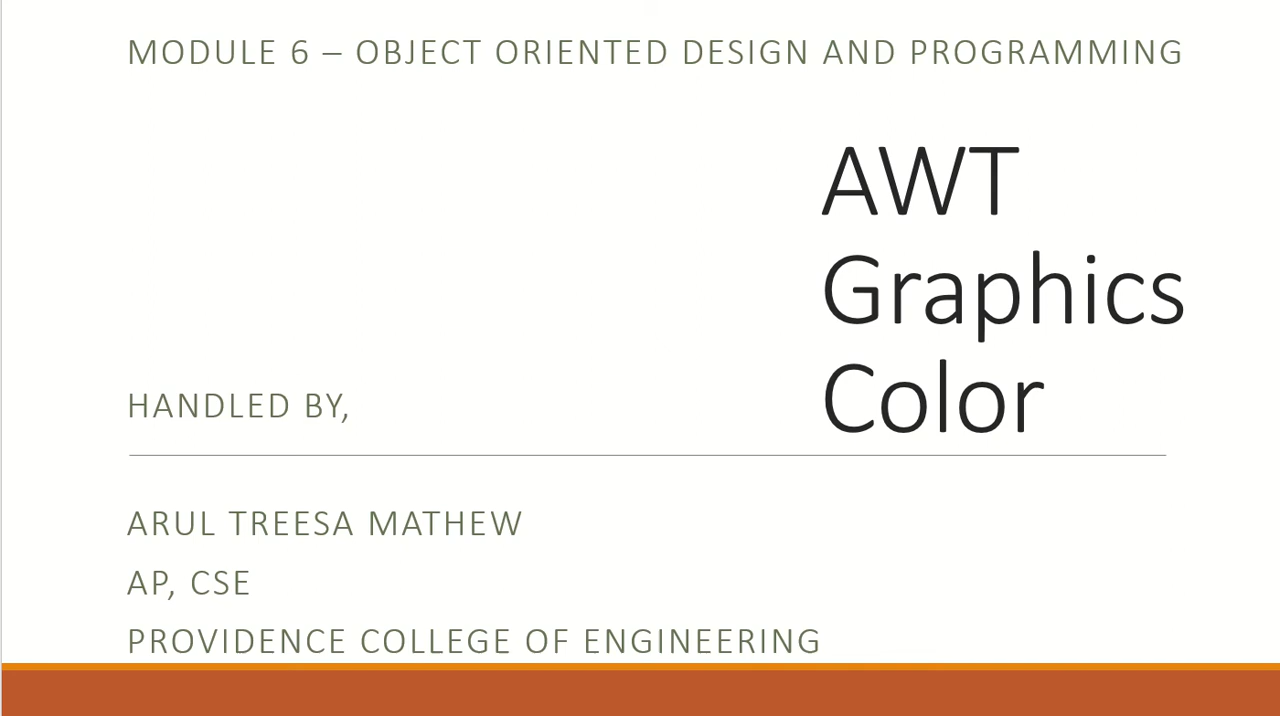 MODULE 6 – OBJECT ORIENTED DESIGN AND PROGRAMMING
AWT
Graphics
Color
HANDLED BY,
ARUL TREESA MATHEW
AP, CSE
PROVIDENCE COLLEGE OF ENGINEERING